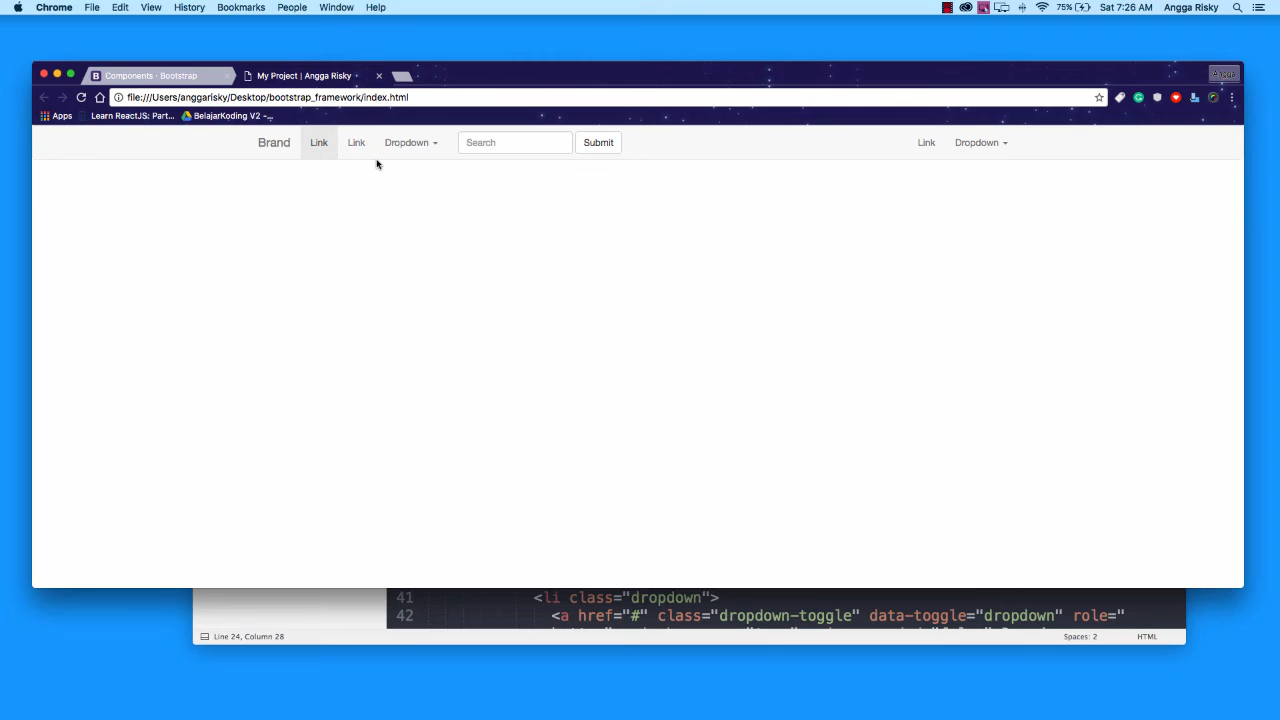 Chrome File Edit View History Bookmarks People Window Help 75% Sat 7:26 AM Angga Risky
Components · Bootstrap My Project | Angga Risky Angga
file:///Users/anggarisky/Desktop/bootstrap_framework/index.html
Apps Learn ReactJS: Part... BelajarKoding V2 -...
Brand Link Link Dropdown Search Submit Link Dropdown
41 <li class="dropdown">
42 <a href="#" class="dropdown-toggle" data-toggle="dropdown" role="
Line 24, Column 28 Spaces: 2 HTML